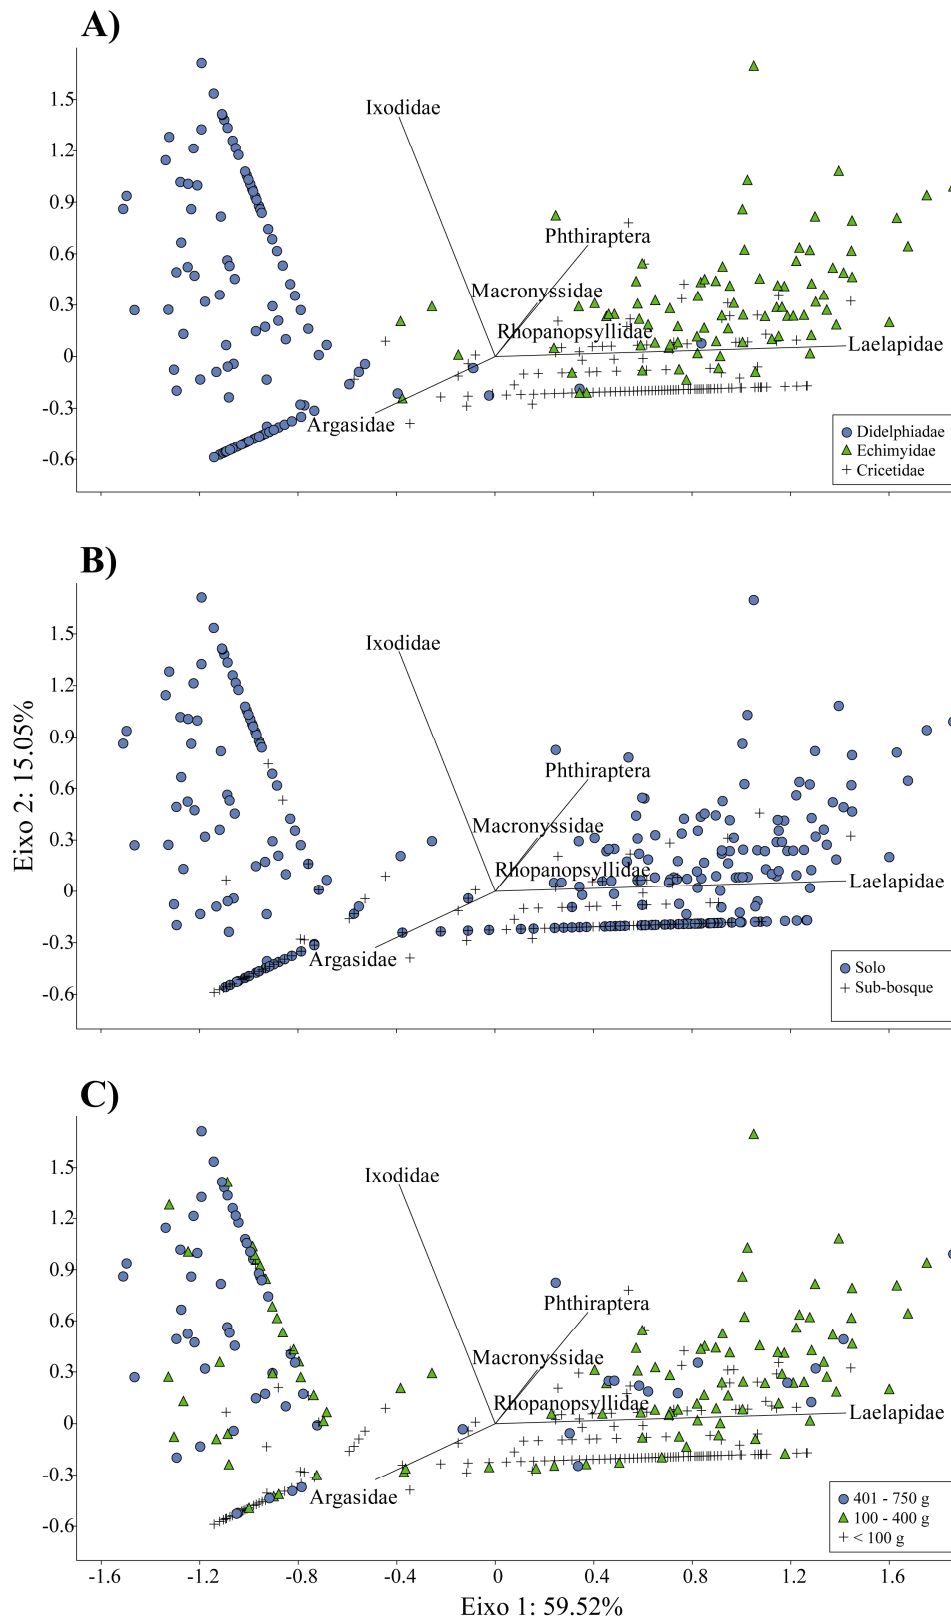 A)
1.5
1.2
0.9
0.6
0.3
0
-0.3
-0.6
Ixodidae
Phthiraptera
Macronyssidae
Rhopanopsyllidae
Laelapidae
Argasidae
Didelphiadae
Echimyidae
Cricetidae
B)
Eixo 2: 15.05%
1.5
1.2
0.9
0.6
0.3
0
-0.3
-0.6
Ixodidae
Phthiraptera
Macronyssidae
Rhopanopsyllidae
Laelapidae
Argasidae
Solo
Sub-bosque
C)
1.5
1.2
0.9
0.6
0.3
0
-0.3
-0.6
Ixodidae
Phthiraptera
Macronyssidae
Rhopanopsyllidae
Laelapidae
Argasidae
401 - 750 g
100 - 400 g
< 100 g
-1.6 -1.2 -0.8 -0.4 0 0.4 0.8 1.2 1.6
Eixo 1: 59.52%